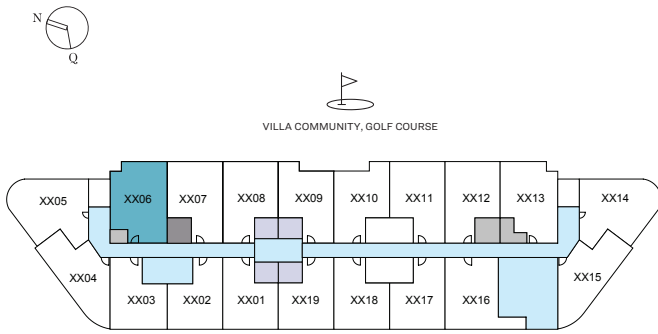 N
Q
VILLA COMMUNITY, GOLF COURSE
XX05 XX06 XX07 XX08 XX09 XX10 XX11 XX12 XX13 XX14
XX04 XX03 XX02 XX01 XX19 XX18 XX17 XX16 XX15